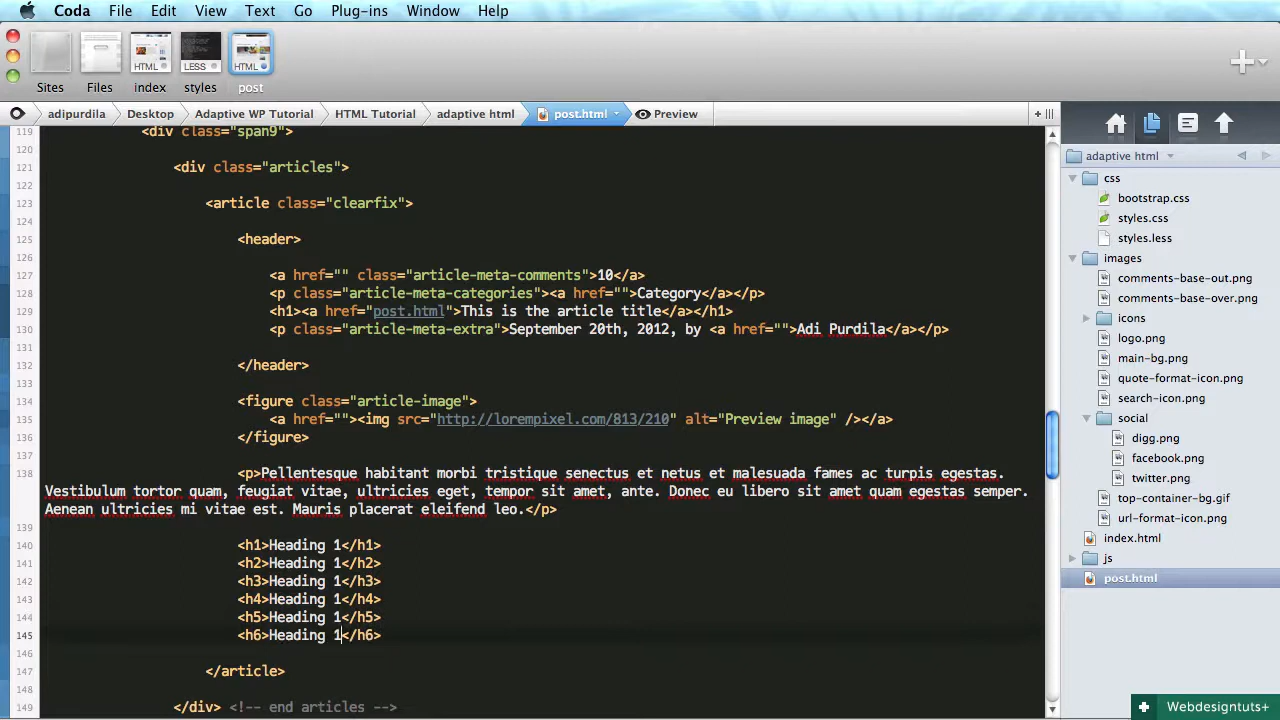 Coda File Edit View Text Go Plug-ins Window Help
HTML LESS HTML
Sites Files index styles post
adipurdila Desktop Adaptive WP Tutorial HTML Tutorial adaptive html post.html Preview
119 <div class="span9">
120
121 <div class="articles">
122
123 <article class="clearfix">
124
125 <header>
126
127 <a href="" class="article-meta-comments">10</a>
128 <p class="article-meta-categories"><a href="">Category</a></p>
129 <h1><a href="post.html">This is the article title</a></h1>
130 <p class="article-meta-extra">September 20th, 2012, by <a href="">Adi Purdila</a></p>
131
132 </header>
133
134 <figure class="article-image">
135 <a href=""><img src="http://lorempixel.com/813/210" alt="Preview image" /></a>
136 </figure>
137
138 <p>Pellentesque habitant morbi tristique senectus et netus et malesuada fames ac turpis egestas.
Vestibulum tortor quam, feugiat vitae, ultricies eget, tempor sit amet, ante. Donec eu libero sit amet quam egestas semper.
Aenean ultricies mi vitae est. Mauris placerat eleifend leo.</p>
139
140 <h1>Heading 1</h1>
141 <h2>Heading 1</h2>
142 <h3>Heading 1</h3>
143 <h4>Heading 1</h4>
144 <h5>Heading 1</h5>
145 <h6>Heading 1</h6>
146
147 </article>
148
149 </div> <!-- end articles -->
adaptive html
css
bootstrap.css
styles.css
styles.less
images
comments-base-out.png
comments-base-over.png
icons
logo.png
main-bg.png
quote-format-icon.png
search-icon.png
social
digg.png
facebook.png
twitter.png
top-container-bg.gif
url-format-icon.png
index.html
js
post.html
Webdesigntuts+